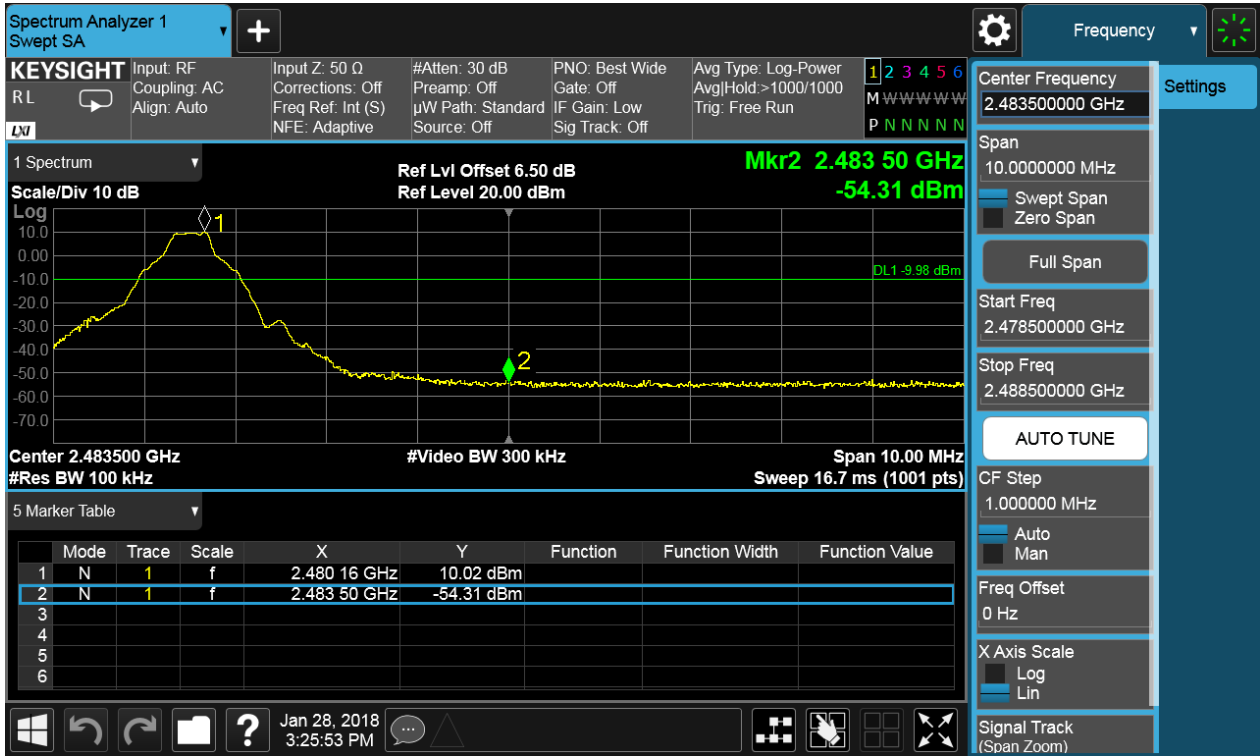 Spectrum Analyzer 1
Swept SA
+
Frequency
KEYSIGHT
RL
LXI
Input: RF
Coupling: AC
Align: Auto
Input Z: 50 Ω
Corrections: Off
Freq Ref: Int (S)
NFE: Adaptive
#Atten: 30 dB
Preamp: Off
µW Path: Standard
Source: Off
PNO: Best Wide
Gate: Off
IF Gain: Low
Sig Track: Off
Avg Type: Log-Power
Avg|Hold:>1000/1000
Trig: Free Run
1 2 3 4 5 6
M W W W W W
P N N N N N
1 Spectrum
Scale/Div 10 dB
Ref Lvl Offset 6.50 dB
Ref Level 20.00 dBm
Mkr2 2.483 50 GHz
-54.31 dBm
Log
10.0
0.00
-10.0
-20.0
-30.0
-40.0
-50.0
-60.0
-70.0
1
2
DL1 -9.98 dBm
Center 2.483500 GHz
#Video BW 300 kHz
Span 10.00 MHz
#Res BW 100 kHz
Sweep 16.7 ms (1001 pts)
5 Marker Table
Mode Trace Scale X Y Function Function Width Function Value
1 N 1 f 2.480 16 GHz 10.02 dBm
2 N 1 f 2.483 50 GHz -54.31 dBm
3
4
5
6
?
Jan 28, 2018
3:25:53 PM
Center Frequency
2.483500000 GHz
Span
10.0000000 MHz
Swept Span
Zero Span
Full Span
Start Freq
2.478500000 GHz
Stop Freq
2.488500000 GHz
AUTO TUNE
CF Step
1.000000 MHz
Auto
Man
Freq Offset
0 Hz
X Axis Scale
Log
Lin
Signal Track
(Span Zoom)
Settings